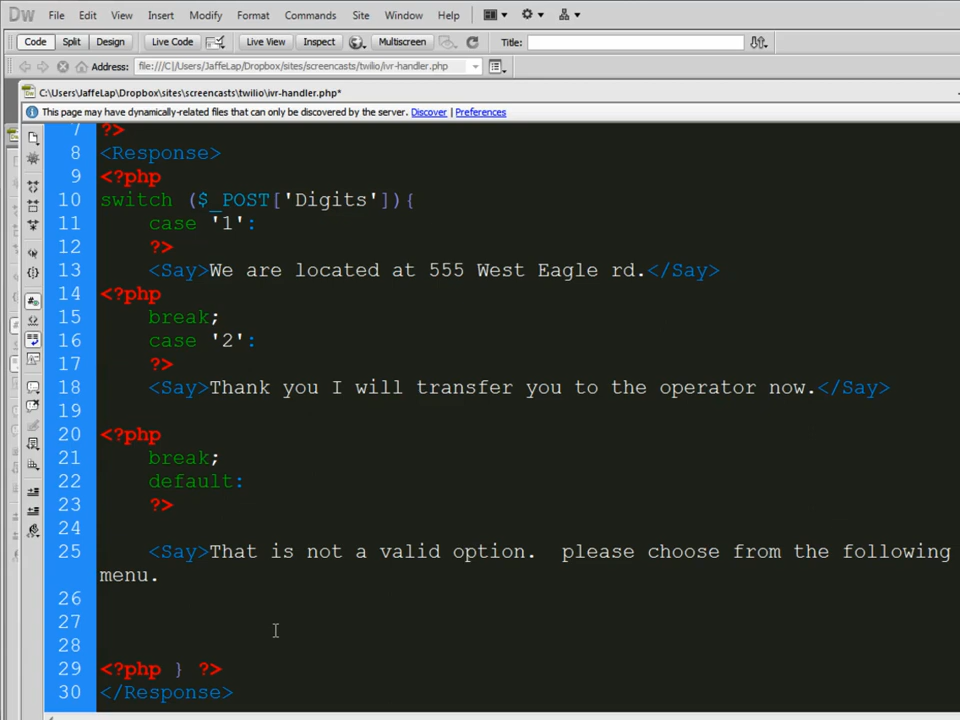 Dw File Edit View Insert Modify Format Commands Site Window Help
Code Split Design Live Code Live View Inspect Multiscreen Title:
Address: file:///C|/Users/JaffeLap/Dropbox/sites/screencasts/twilio/ivr-handler.php
C:\Users\JaffeLap\Dropbox\sites\screencasts\twilio\ivr-handler.php*
This page may have dynamically-related files that can only be discovered by the server. Discover | Preferences
7 ?>
8 <Response>
9 <?php
10 switch ($_POST['Digits']){
11 case '1':
12 ?>
13 <Say>We are located at 555 West Eagle rd.</Say>
14 <?php
15 break;
16 case '2':
17 ?>
18 <Say>Thank you I will transfer you to the operator now.</Say>
19
20 <?php
21 break;
22 default:
23 ?>
24
25 <Say>That is not a valid option.  please choose from the following
menu.
26
27
28
29 <?php } ?>
30 </Response>